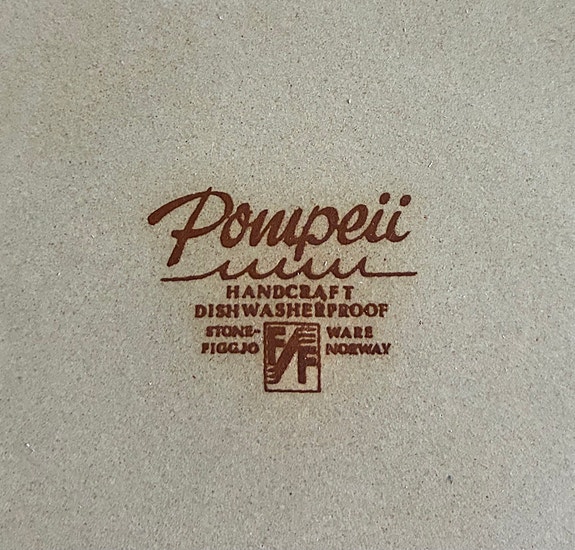 Pompeii
HANDCRAFT
DISHWASHERPROOF
STONE- WARE
FIGGJO F/F NORWAY